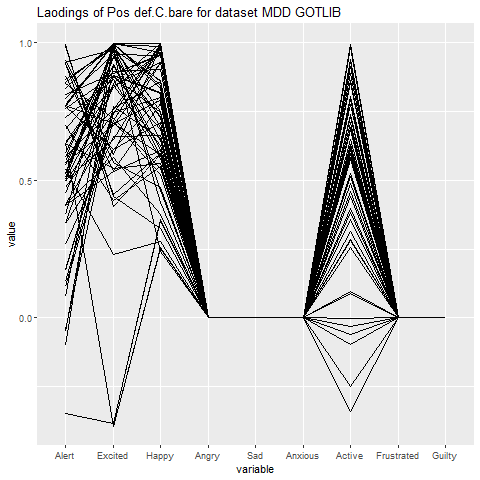 Laodings of Pos def.C.bare for dataset MDD GOTLIB
1.0
0.5
0.0
value
Alert Excited Happy Angry Sad Anxious Active Frustrated Guilty
variable